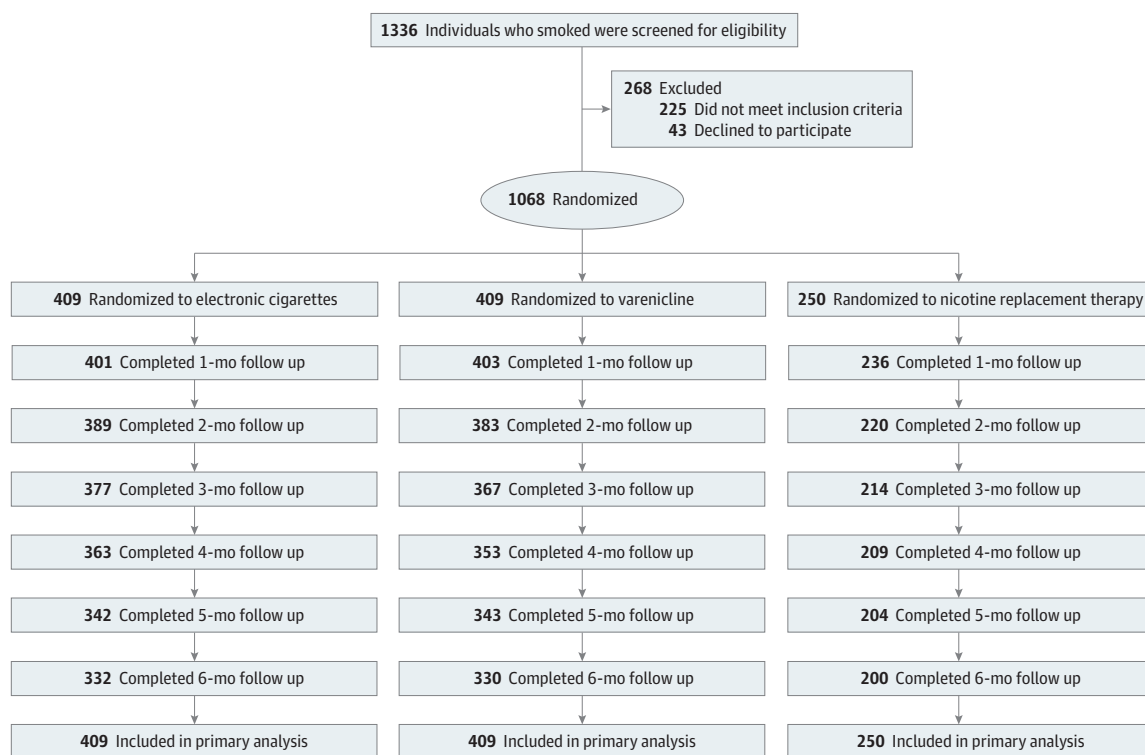 1336 Individuals who smoked were screened for eligibility
268 Excluded
225 Did not meet inclusion criteria
43 Declined to participate
1068 Randomized
409 Randomized to electronic cigarettes
409 Randomized to varenicline
250 Randomized to nicotine replacement therapy
401 Completed 1-mo follow up
403 Completed 1-mo follow up
236 Completed 1-mo follow up
389 Completed 2-mo follow up
383 Completed 2-mo follow up
220 Completed 2-mo follow up
377 Completed 3-mo follow up
367 Completed 3-mo follow up
214 Completed 3-mo follow up
363 Completed 4-mo follow up
353 Completed 4-mo follow up
209 Completed 4-mo follow up
342 Completed 5-mo follow up
343 Completed 5-mo follow up
204 Completed 5-mo follow up
332 Completed 6-mo follow up
330 Completed 6-mo follow up
200 Completed 6-mo follow up
409 Included in primary analysis
409 Included in primary analysis
250 Included in primary analysis